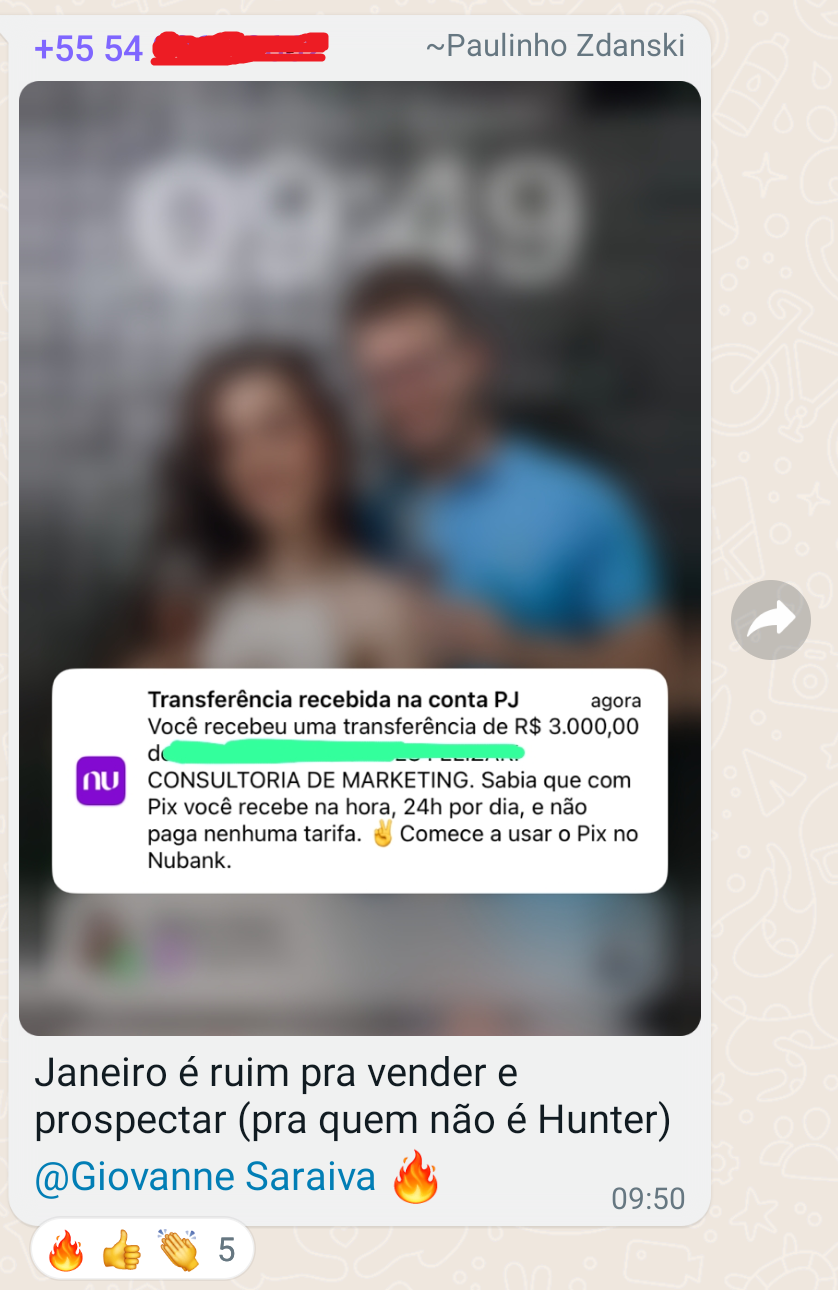 +55 54
~Paulinho Zdanski
09:49
Transferência recebida na conta PJ
agora
Você recebeu uma transferência de R$ 3.000,00
nu
CONSULTORIA DE MARKETING. Sabia que com
Pix você recebe na hora, 24h por dia, e não
paga nenhuma tarifa. ✌️ Comece a usar o Pix no
Nubank.
Janeiro é ruim pra vender e
prospectar (pra quem não é Hunter)
@Giovanne Saraiva 🔥
09:50
🔥 👍 👏 5